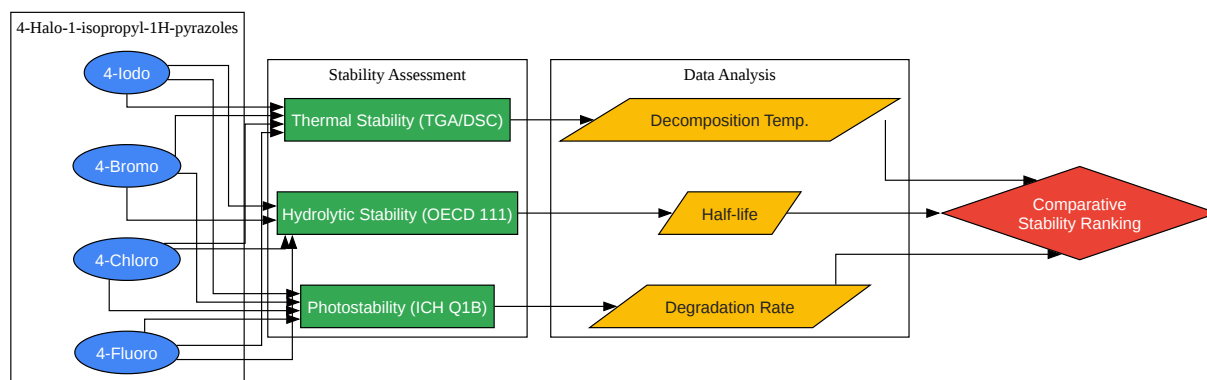 4-Halo-1-isopropyl-1H-pyrazoles
4-Iodo
4-Bromo
4-Chloro
4-Fluoro
Stability Assessment
Thermal Stability (TGA/DSC)
Hydrolytic Stability (OECD 111)
Photostability (ICH Q1B)
Data Analysis
Decomposition Temp.
Half-life
Degradation Rate
Comparative
Stability Ranking